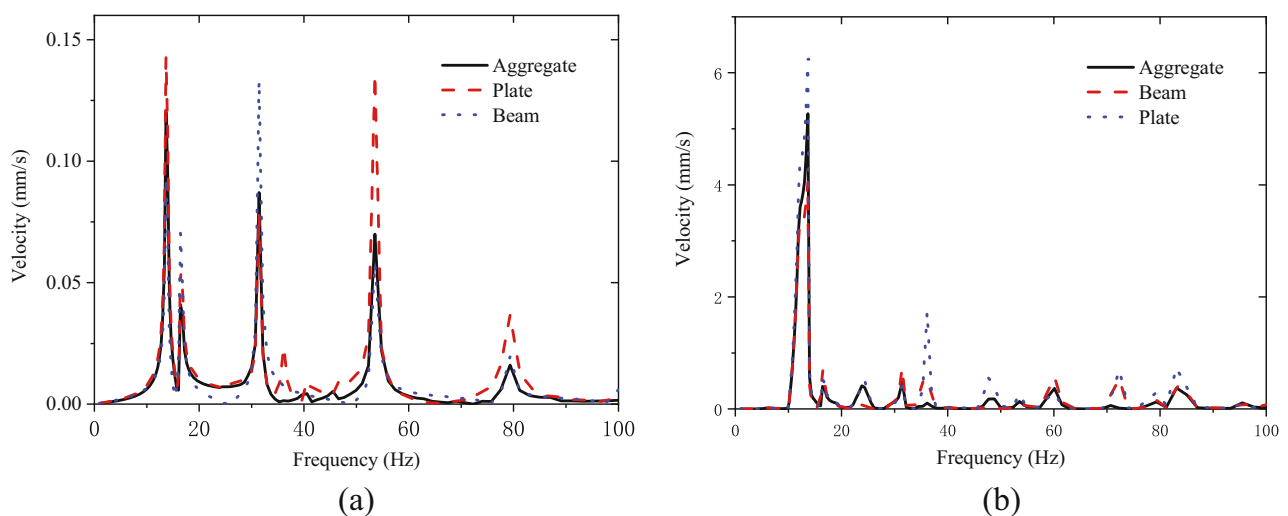 0.15
0.10
0.05
0.00
Velocity (mm/s)
Aggregate
Plate
Beam
0 20 40 60 80 100
Frequency (Hz)
(a)
6
4
2
0
Velocity (mm/s)
Aggregate
Beam
Plate
0 20 40 60 80 100
Frequency (Hz)
(b)